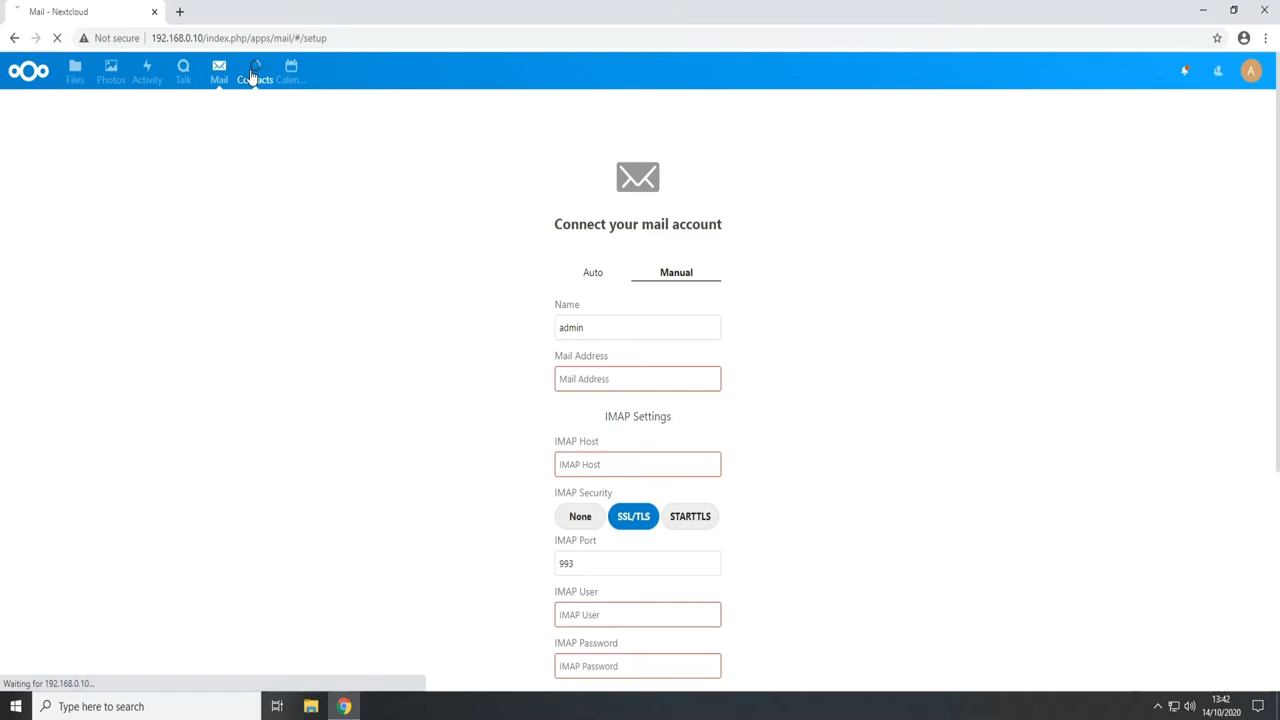 Mail - Nextcloud
Not secure 192.168.0.10/index.php/apps/mail/#/setup
Files Photos Activity Talk Mail Contacts Calen... A
Connect your mail account
Auto Manual
Name
admin
Mail Address
Mail Address
IMAP Settings
IMAP Host
IMAP Host
IMAP Security
None SSL/TLS STARTTLS
IMAP Port
993
IMAP User
IMAP User
IMAP Password
IMAP Password
Waiting for 192.168.0.10...
Type here to search
13:42
14/10/2020